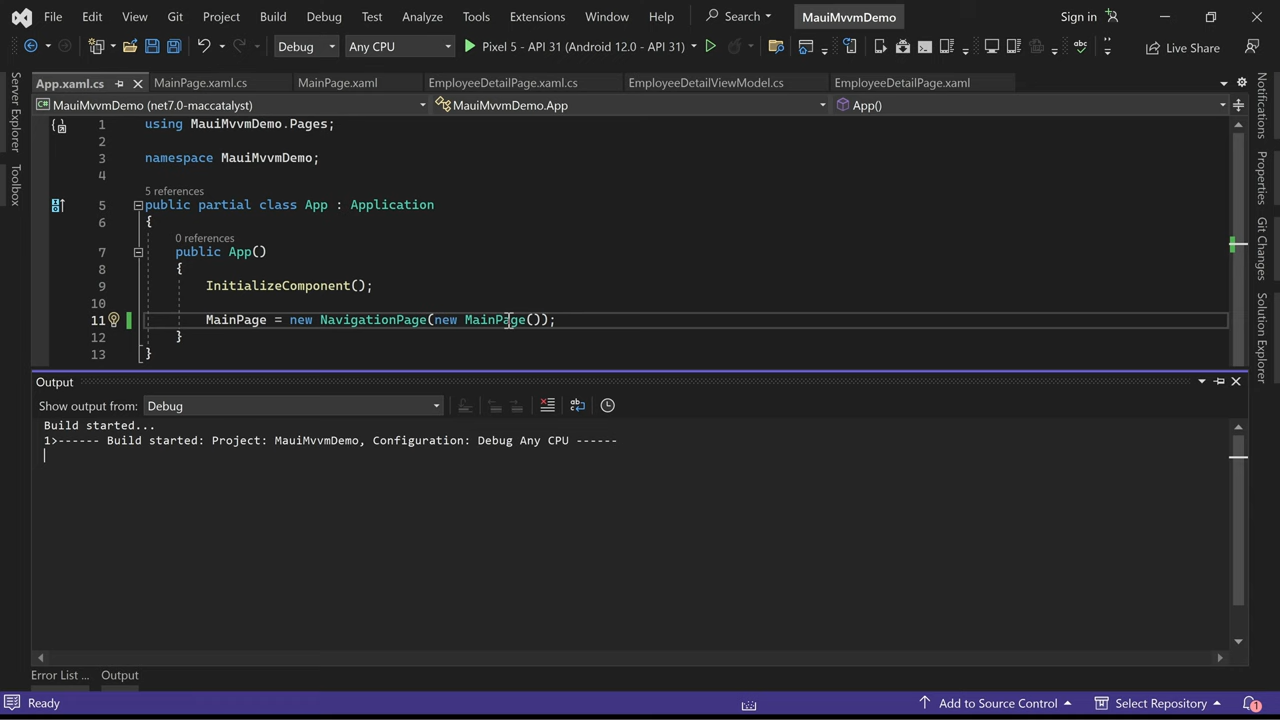 File Edit View Git Project Build Debug Test Analyze Tools Extensions Window Help Search MauiMvvmDemo Sign in
Debug Any CPU Pixel 5 - API 31 (Android 12.0 - API 31) Live Share
App.xaml.cs MainPage.xaml.cs MainPage.xaml EmployeeDetailPage.xaml.cs EmployeeDetailViewModel.cs EmployeeDetailPage.xaml
MauiMvvmDemo (net7.0-maccatalyst) MauiMvvmDemo.App App()
Server Explorer
Toolbox
1 using MauiMvvmDemo.Pages;
2
3 namespace MauiMvvmDemo;
4
5 references
5 public partial class App : Application
6 {
0 references
7 public App()
8 {
9 InitializeComponent();
10
11 MainPage = new NavigationPage(new MainPage());
12 }
13 }
Notifications
Properties
Git Changes
Solution Explorer
Output
Show output from: Debug
Build started...
1>------ Build started: Project: MauiMvvmDemo, Configuration: Debug Any CPU ------
Error List ... Output
Ready Add to Source Control Select Repository 1